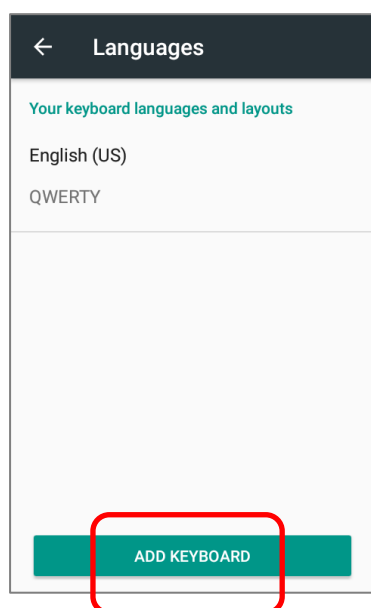 Languages
Your keyboard languages and layouts
English (US)
QWERTY
ADD KEYBOARD